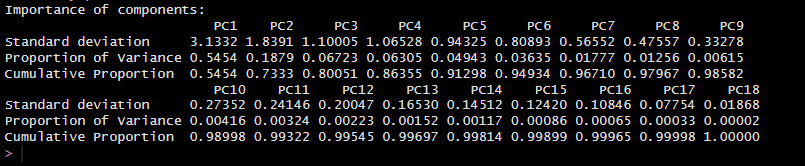 Importance of components:
PC1 PC2 PC3 PC4 PC5 PC6 PC7 PC8 PC9
Standard deviation 3.1332 1.8391 1.10005 1.06528 0.94325 0.80893 0.56552 0.47557 0.33278
Proportion of Variance 0.5454 0.1879 0.06723 0.06305 0.04943 0.03635 0.01777 0.01256 0.00615
Cumulative Proportion 0.5454 0.7333 0.80051 0.86355 0.91298 0.94934 0.96710 0.97967 0.98582
PC10 PC11 PC12 PC13 PC14 PC15 PC16 PC17 PC18
Standard deviation 0.27352 0.24146 0.20047 0.16530 0.14512 0.12420 0.10846 0.07754 0.01868
Proportion of Variance 0.00416 0.00324 0.00223 0.00152 0.00117 0.00086 0.00065 0.00033 0.00002
Cumulative Proportion 0.98998 0.99322 0.99545 0.99697 0.99814 0.99899 0.99965 0.99998 1.00000
>